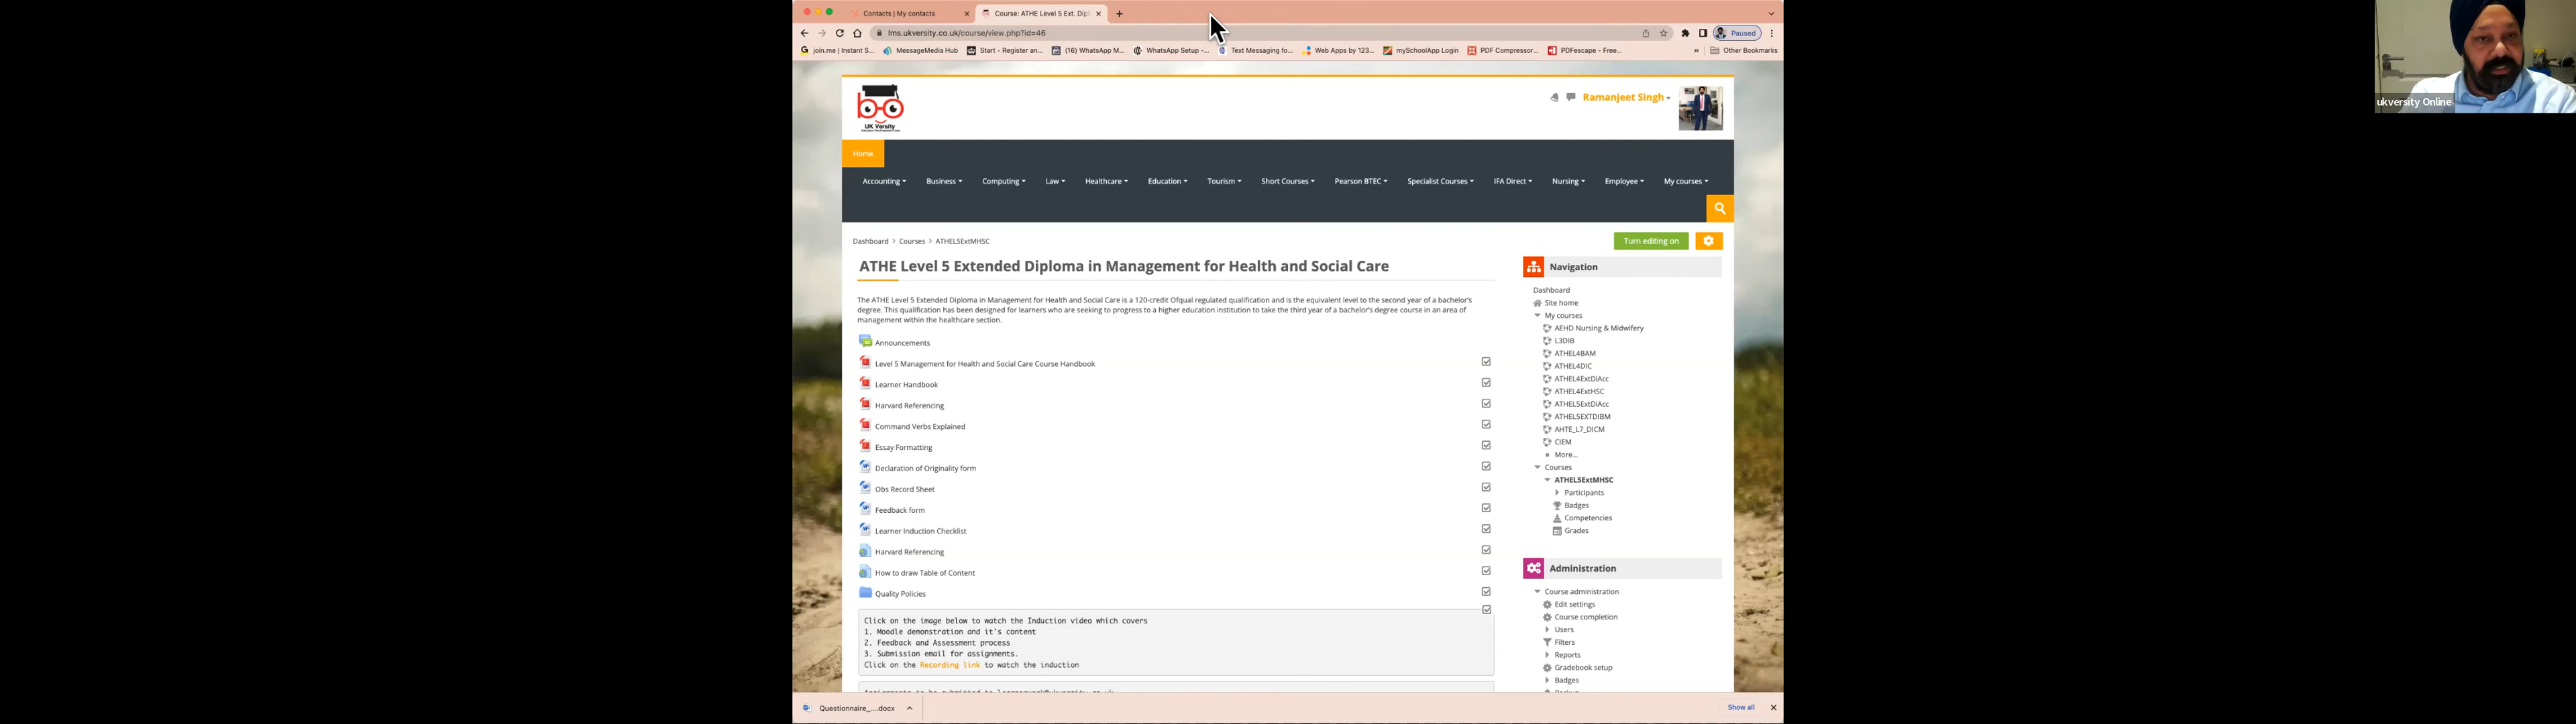 Contacts | My contacts
Course: ATHE Level 5 Ext. Dip
lms.ukversity.co.uk/course/view.php?id=46
Paused
join.me | Instant S...
MessageMedia Hub
Start - Register an...
(16) WhatsApp M...
WhatsApp Setup -...
Text Messaging fo...
Web Apps by 123...
mySchoolApp Login
PDF Compressor...
PDFescape - Free...
»
Other Bookmarks
UK Versity
Ramanjeet Singh
ukversity Online
Home
Accounting
Business
Computing
Law
Healthcare
Education
Tourism
Short Courses
Pearson BTEC
Specialist Courses
IFA Direct
Nursing
Employee
My courses
Dashboard > Courses > ATHEL5ExtMHSC
Turn editing on
ATHE Level 5 Extended Diploma in Management for Health and Social Care
The ATHE Level 5 Extended Diploma in Management for Health and Social Care is a 120-credit Ofqual regulated qualification and is the equivalent level to the second year of a bachelor's
degree. This qualification has been designed for learners who are seeking to progress to a higher education institution to take the third year of a bachelor's degree course in an area of
management within the healthcare section.
Announcements
Level 5 Management for Health and Social Care Course Handbook
Learner Handbook
Harvard Referencing
Command Verbs Explained
Essay Formatting
Declaration of Originality form
Obs Record Sheet
Feedback form
Learner Induction Checklist
Harvard Referencing
How to draw Table of Content
Quality Policies
Click on the image below to watch the Induction video which covers
1. Moodle demonstration and it's content
2. Feedback and Assessment process
3. Submission email for assignments.
Click on the Recording link to watch the induction
Navigation
Dashboard
Site home
My courses
AEHD Nursing & Midwifery
L3DIB
ATHEL4BAM
ATHEL4DIC
ATHEL4ExtDiAcc
ATHEL4ExtHSC
ATHEL5ExtDiAcc
ATHEL5EXTDIBM
AHTE_L7_DICM
CIEM
More...
Courses
ATHEL5ExtMHSC
Participants
Badges
Competencies
Grades
Administration
Course administration
Edit settings
Course completion
Users
Filters
Reports
Gradebook setup
Badges
Questionnaire_....docx
Show all